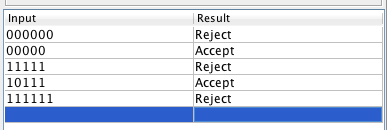 Input Result
000000 Reject
00000 Accept
11111 Reject
10111 Accept
111111 Reject